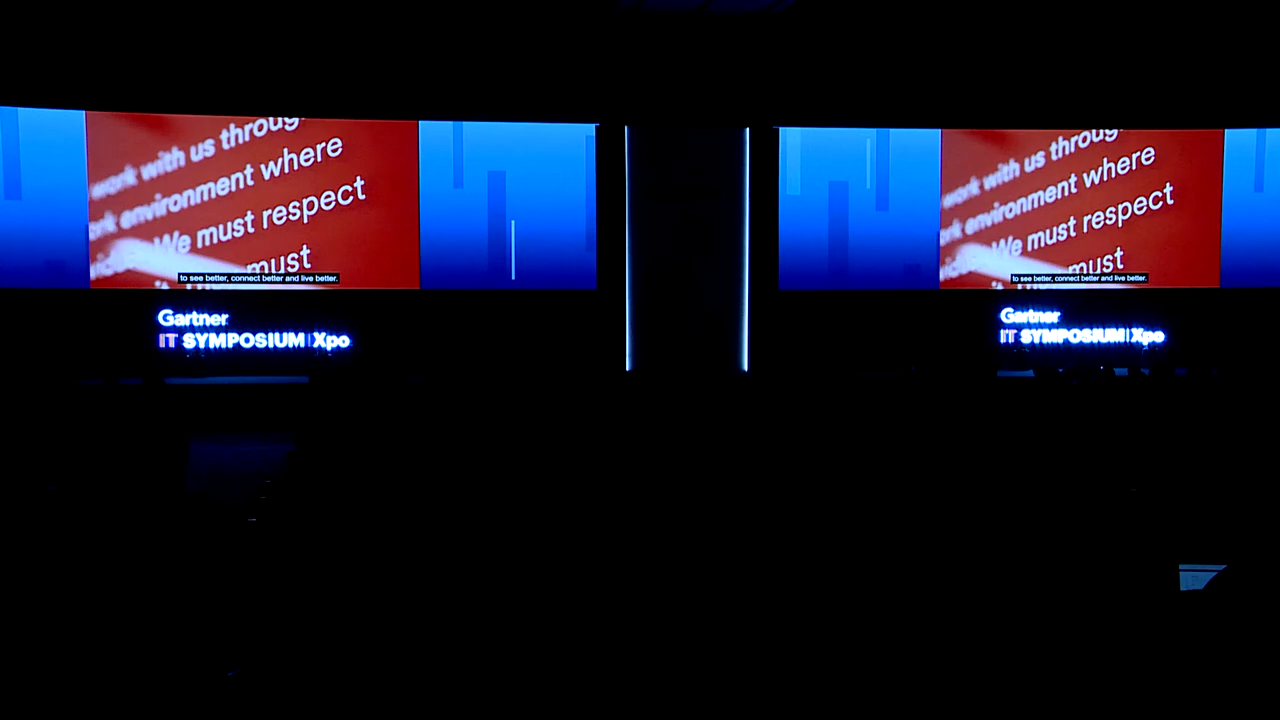 work with us throug
ork environment where
We must respect
must
to see better, connect better and live better.
Gartner
IT SYMPOSIUM | Xpo
work with us throug
ork environment where
We must respect
must
to see better, connect better and live better.
Gartner
IT SYMPOSIUM | Xpo